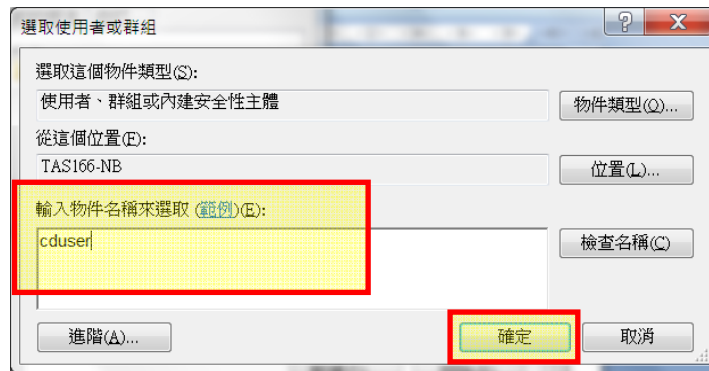 選取使用者或群組
選取這個物件類型(S):
使用者、群組或內建安全性主體
物件類型(O)...
從這個位置(F):
TAS166-NB
位置(L)...
輸入物件名稱來選取 (範例)(E):
cduser
檢查名稱(C)
進階(A)...
確定
取消